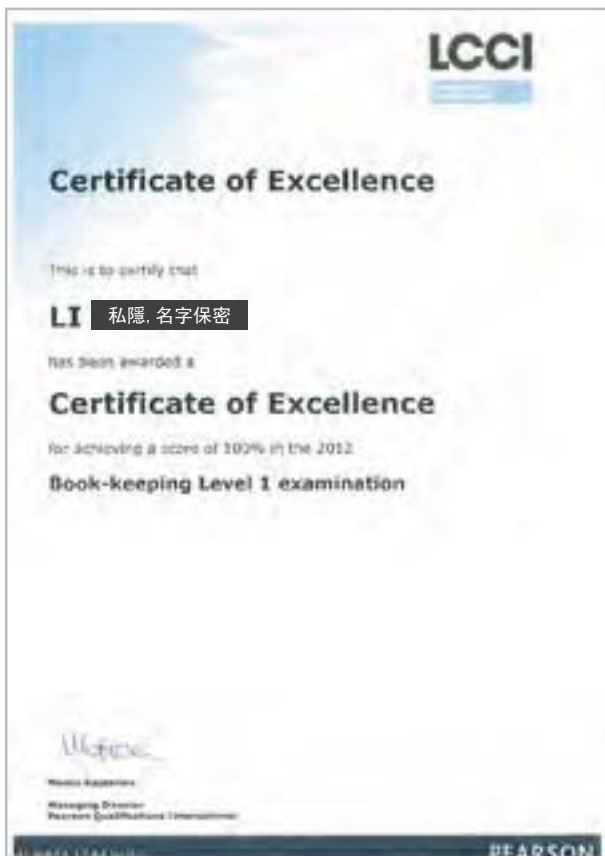 LCCI
Certificate of Excellence
This is to certify that
LI 私隱, 名字保密
has been awarded a
Certificate of Excellence
for achieving a score of 100% in the 2012
Book-keeping Level 1 examination
Managing Director
Pearson Qualifications International
PEARSON